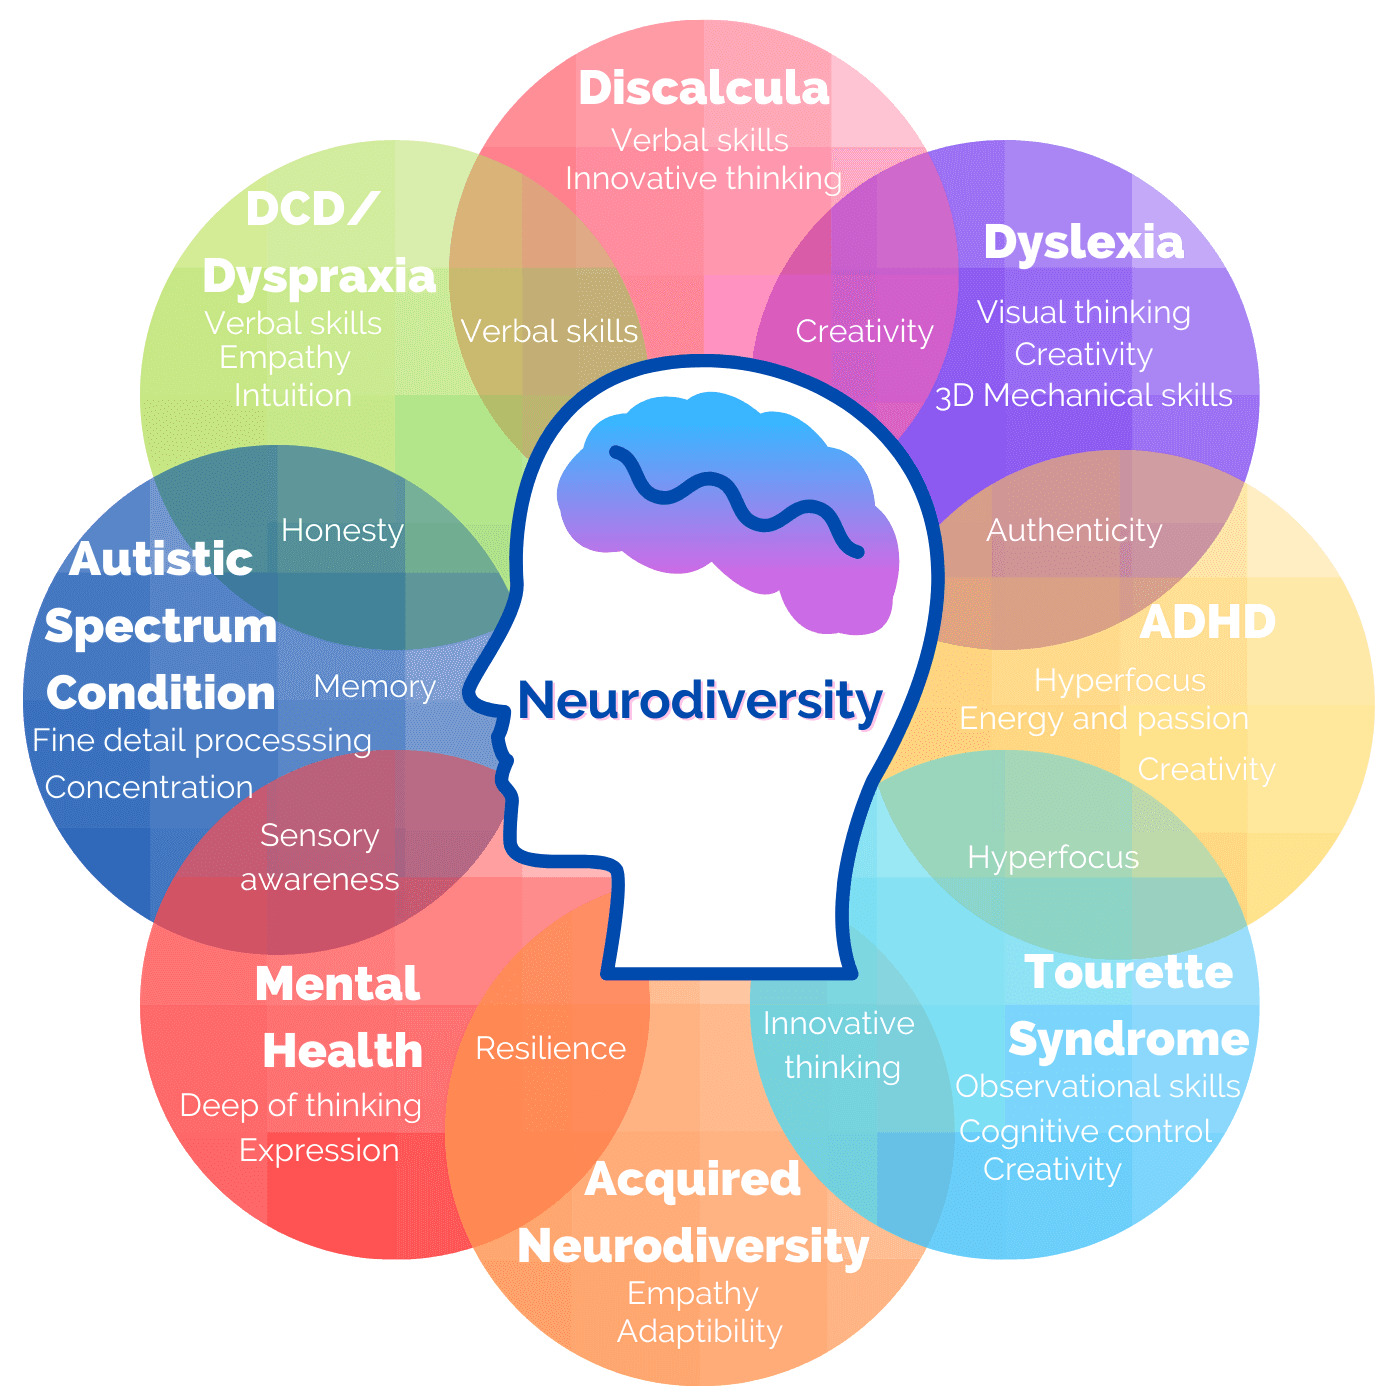 Discalcula
Verbal skills
Innovative thinking
DCD/
Dyspraxia
Verbal skills
Empathy
Intuition
Verbal skills
Creativity
Dyslexia
Visual thinking
Creativity
3D Mechanical skills
Honesty
Authenticity
Autistic
Spectrum
Condition
Memory
Fine detail processsing
Concentration
Neurodiversity
ADHD
Hyperfocus
Energy and passion
Creativity
Sensory
awareness
Hyperfocus
Mental
Health
Deep of thinking
Expression
Resilience
Innovative
thinking
Tourette
Syndrome
Observational skills
Cognitive control
Creativity
Acquired
Neurodiversity
Empathy
Adaptibility